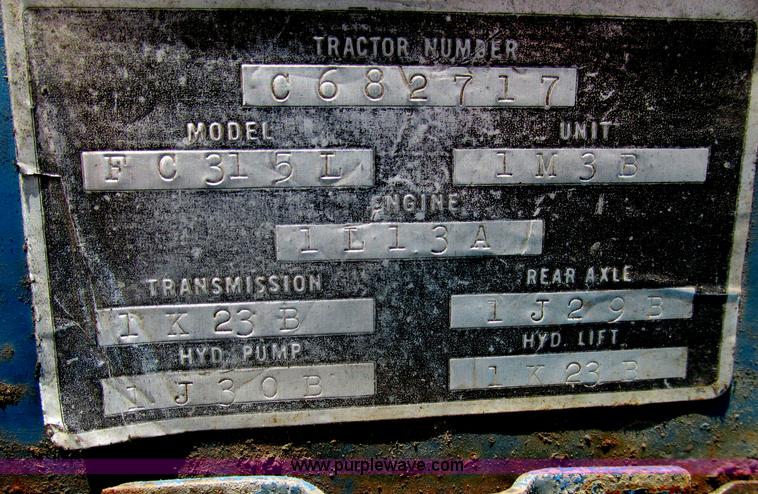 TRACTOR NUMBER
C682717
MODEL UNIT
FC315L 1M3B
ENGINE
1L13A
TRANSMISSION REAR AXLE
1K23B 1J29B
HYD. PUMP HYD. LIFT
1J30B 1K23B
www.purplewave.com